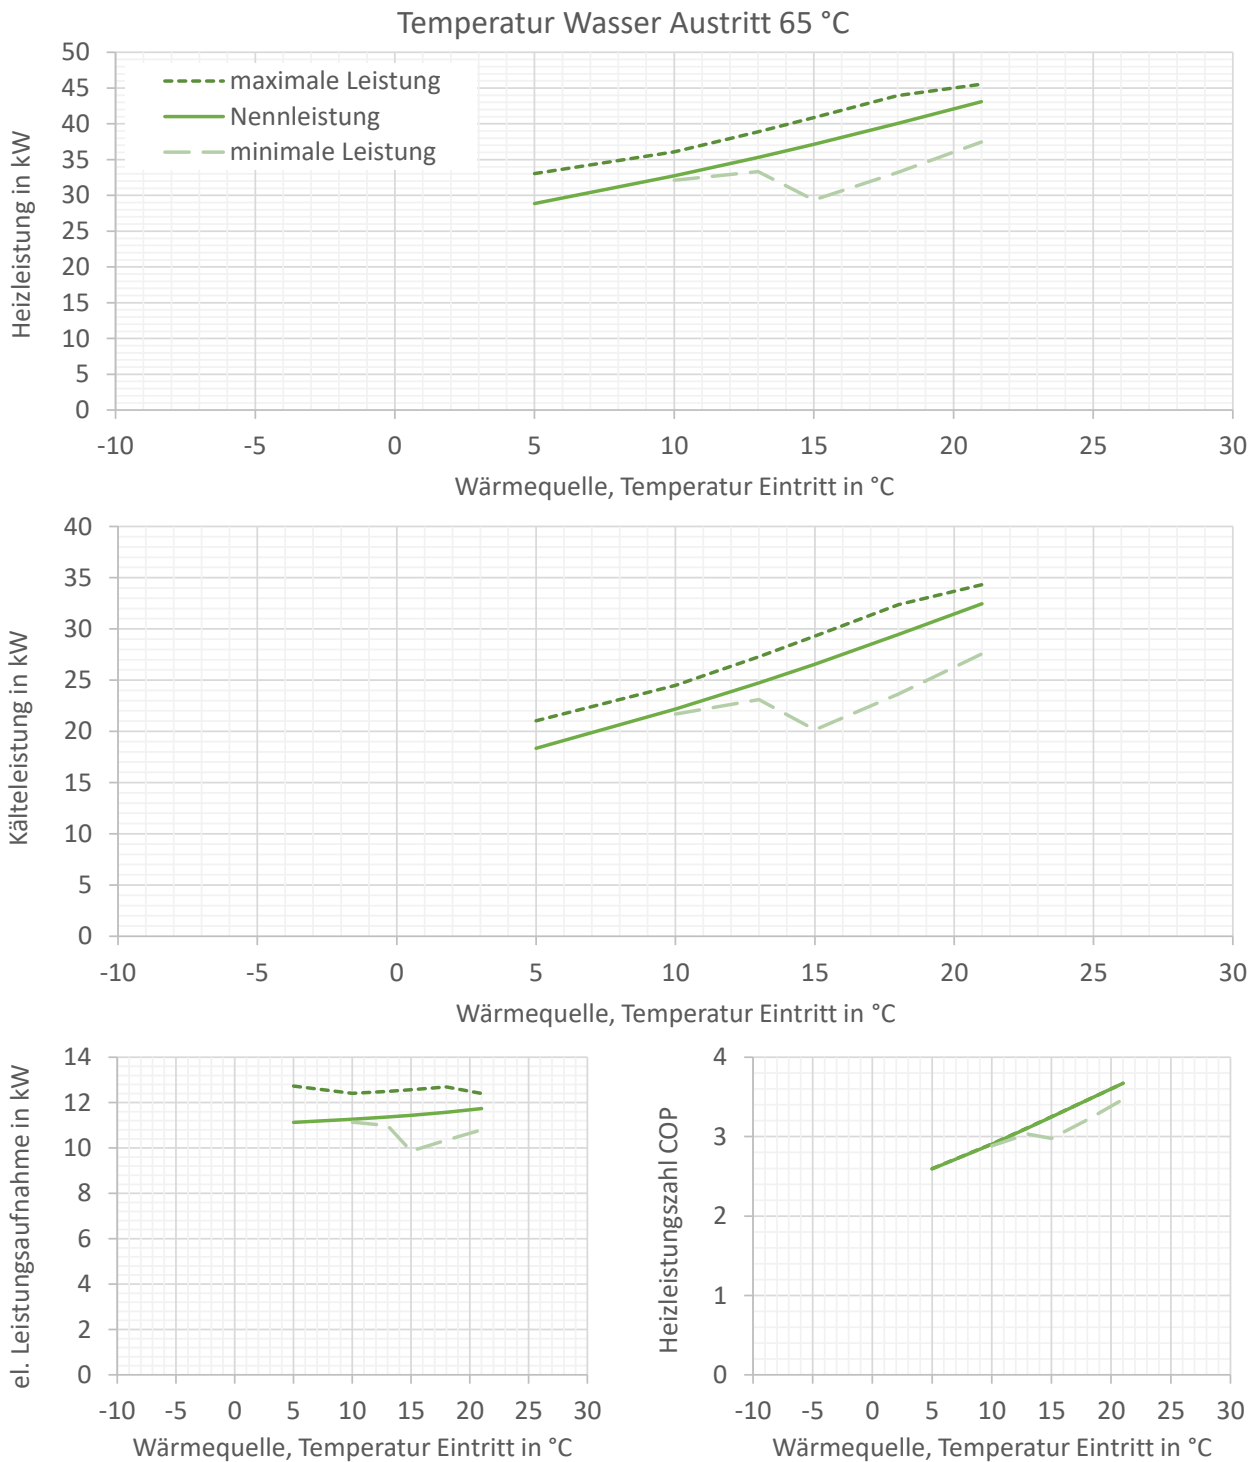 Temperatur Wasser Austritt 65 °C
maximale Leistung
Nennleistung
minimale Leistung
Heizleistung in kW
50
45
40
35
30
25
20
15
10
5
0
-10 -5 0 5 10 15 20 25 30
Wärmequelle, Temperatur Eintritt in °C
Kälteleistung in kW
40
35
30
25
20
15
10
5
0
-10 -5 0 5 10 15 20 25 30
Wärmequelle, Temperatur Eintritt in °C
el. Leistungsaufnahme in kW
14
12
10
8
6
4
2
0
-10 -5 0 5 10 15 20 25 30
Wärmequelle, Temperatur Eintritt in °C
Heizleistungszahl COP
4
3
2
1
0
-10 -5 0 5 10 15 20 25 30
Wärmequelle, Temperatur Eintritt in °C